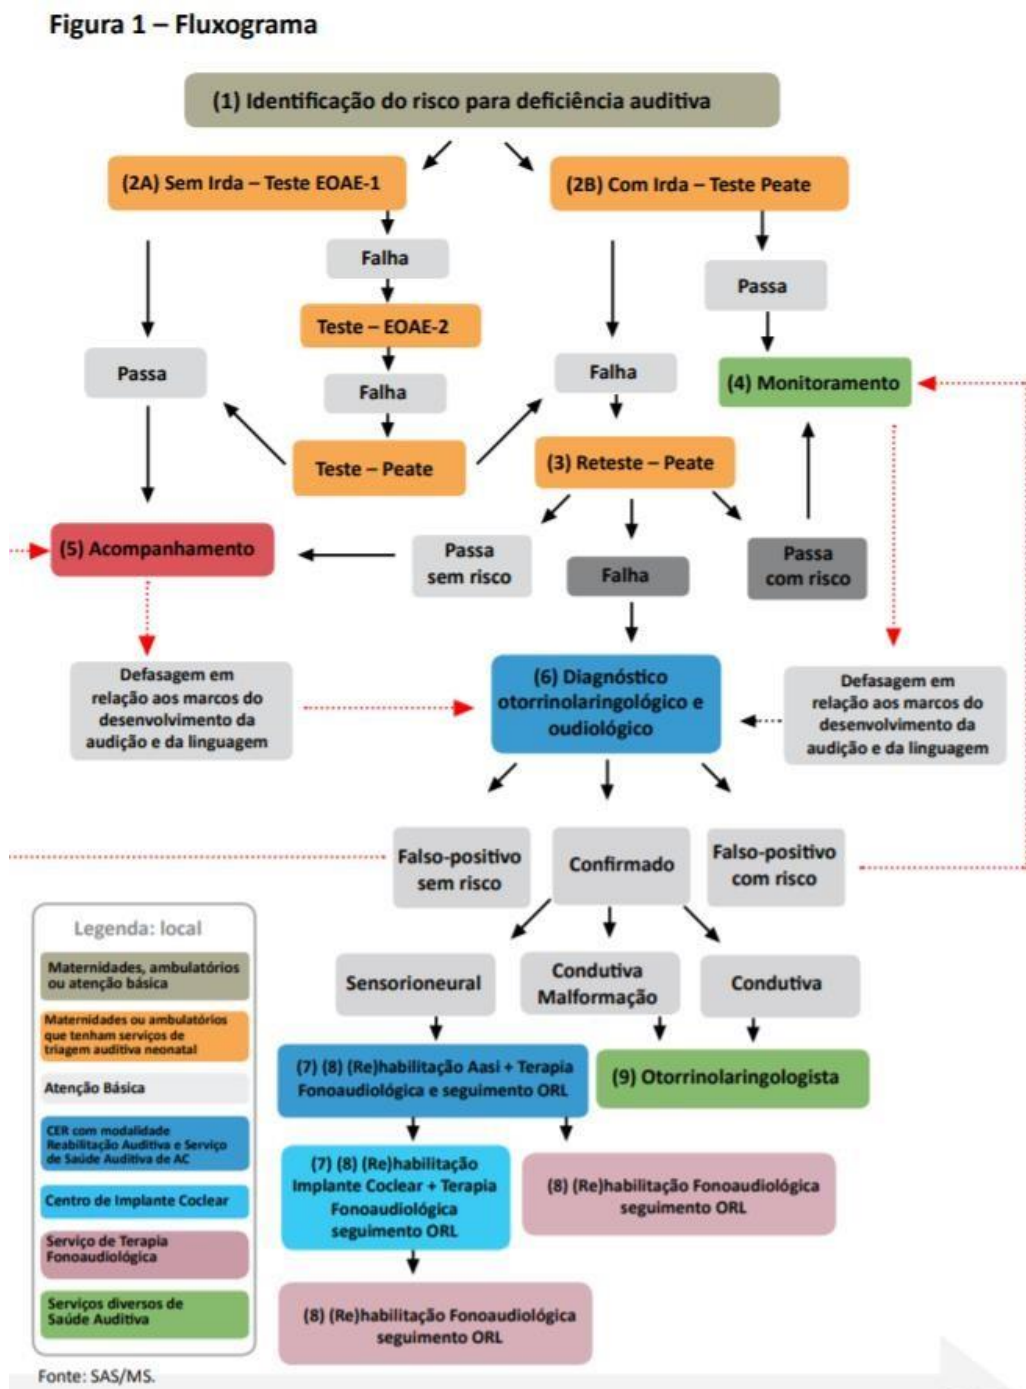 Figura 1 – Fluxograma
(1) Identificação do risco para deficiência auditiva
(2A) Sem Irda – Teste EOAE-1
(2B) Com Irda – Teste Peate
Falha
Passa
Teste – EOAE-2
Passa
Falha
Falha
(4) Monitoramento
Teste – Peate
(3) Reteste – Peate
(5) Acompanhamento
Passa
sem risco
Falha
Passa
com risco
Defasagem em
relação aos marcos do
desenvolvimento da
audição e da linguagem
(6) Diagnóstico
otorrinolaringológico e
oudiológico
Defasagem em
relação aos marcos do
desenvolvimento da
audição e da linguagem
Falso-positivo
sem risco
Confirmado
Falso-positivo
com risco
Sensorioneural
Condutiva
Malformação
Condutiva
(7) (8) (Re)habilitação Aasi + Terapia
Fonoaudiológica e seguimento ORL
(9) Otorrinolaringologista
(7) (8) (Re)habilitação
Implante Coclear + Terapia
Fonoaudiológica
seguimento ORL
(8) (Re)habilitação Fonoaudiológica
seguimento ORL
(8) (Re)habilitação Fonoaudiológica
seguimento ORL
Legenda: local
Maternidades, ambulatórios
ou atenção básica
Maternidades ou ambulatórios
que tenham serviços de
triagem auditiva neonatal
Atenção Básica
CER com modalidade
Reabilitação Auditiva e Serviço
de Saúde Auditiva de AC
Centro de Implante Coclear
Serviço de Terapia
Fonoaudiológica
Serviços diversos de
Saúde Auditiva
Fonte: SAS/MS.